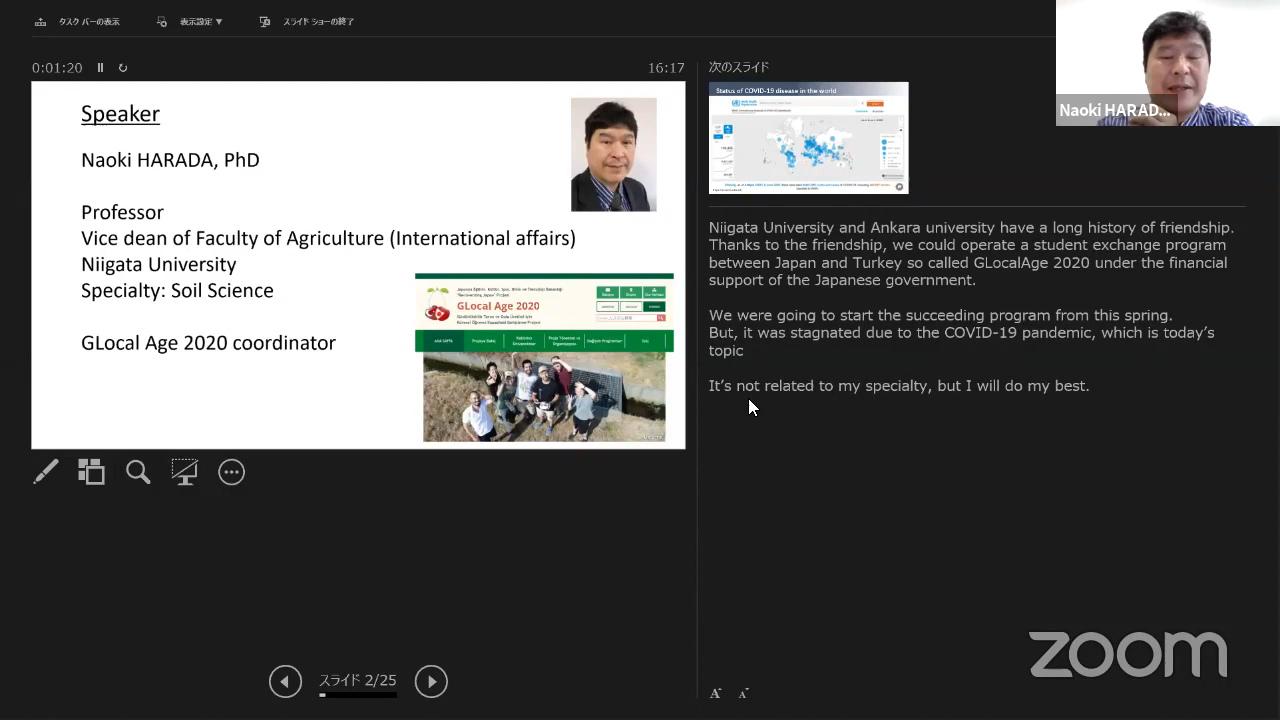 タスク バーの表示
表示設定 ▼
スライド ショーの終了
0:01:20
16:17
Speaker
Naoki HARADA, PhD
Professor
Vice dean of Faculty of Agriculture (International affairs)
Niigata University
Specialty: Soil Science
GLocal Age 2020 coordinator
GLocal Age 2020
ANA SAYFA
次のスライド
Status of COVID-19 disease in the world
Naoki HARAD...
Niigata University and Ankara university have a long history of friendship.
Thanks to the friendship, we could operate a student exchange program
between Japan and Turkey so called GLocalAge 2020 under the financial
support of the Japanese government.
We were going to start the succeeding program from this spring.
But, it was stagnated due to the COVID-19 pandemic, which is today's
topic
It's not related to my specialty, but I will do my best.
スライド 2/25
A
A
zoom